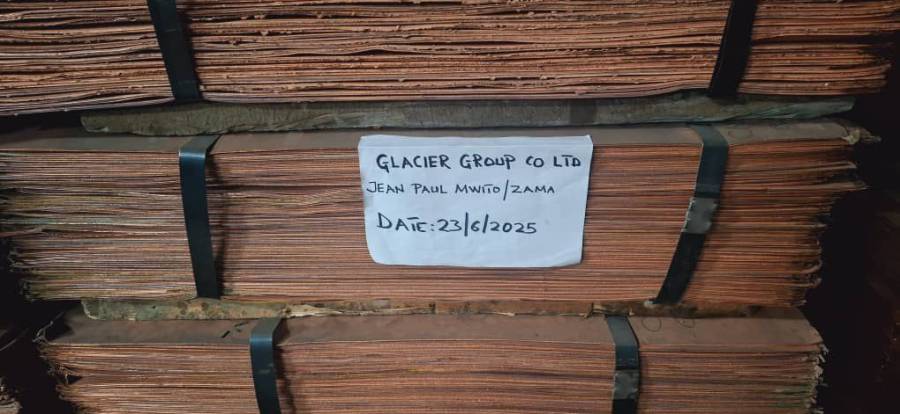 GLACIER GROUP CO LTD
JEAN PAUL MWITO/ZAMA
DATE: 23/6/2025